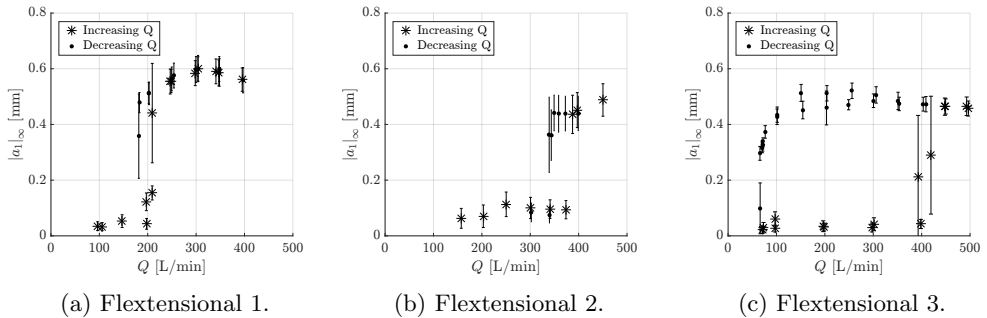 Increasing Q
Decreasing Q
0.8
0.6
0.4
0.2
0
0 100 200 300 400 500
|a₁|∞ [mm]
Q [L/min]
(a) Flextensional 1.
Increasing Q
Decreasing Q
0.8
0.6
0.4
0.2
0
0 100 200 300 400 500
|a₁|∞ [mm]
Q [L/min]
(b) Flextensional 2.
Increasing Q
Decreasing Q
0.8
0.6
0.4
0.2
0
0 100 200 300 400 500
|a₁|∞ [mm]
Q [L/min]
(c) Flextensional 3.